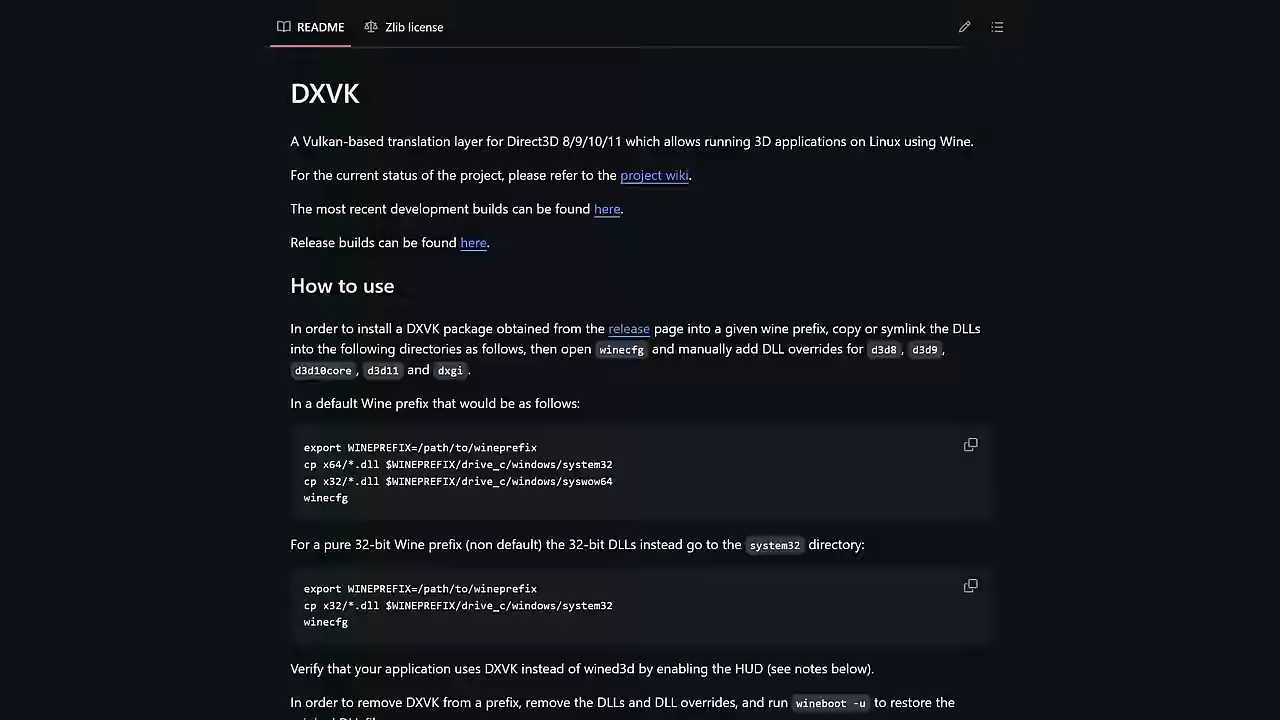 README
Zlib license
DXVK
A Vulkan-based translation layer for Direct3D 8/9/10/11 which allows running 3D applications on Linux using Wine.
For the current status of the project, please refer to the project wiki.
The most recent development builds can be found here.
Release builds can be found here.
How to use
In order to install a DXVK package obtained from the release page into a given wine prefix, copy or symlink the DLLs
into the following directories as follows, then open winecfg and manually add DLL overrides for d3d8, d3d9,
d3d10core, d3d11 and dxgi.
In a default Wine prefix that would be as follows:
export WINEPREFIX=/path/to/wineprefix
cp x64/*.dll $WINEPREFIX/drive_c/windows/system32
cp x32/*.dll $WINEPREFIX/drive_c/windows/syswow64
winecfg
For a pure 32-bit Wine prefix (non default) the 32-bit DLLs instead go to the system32 directory:
export WINEPREFIX=/path/to/wineprefix
cp x32/*.dll $WINEPREFIX/drive_c/windows/system32
winecfg
Verify that your application uses DXVK instead of wined3d by enabling the HUD (see notes below).
In order to remove DXVK from a prefix, remove the DLLs and DLL overrides, and run wineboot -u to restore the